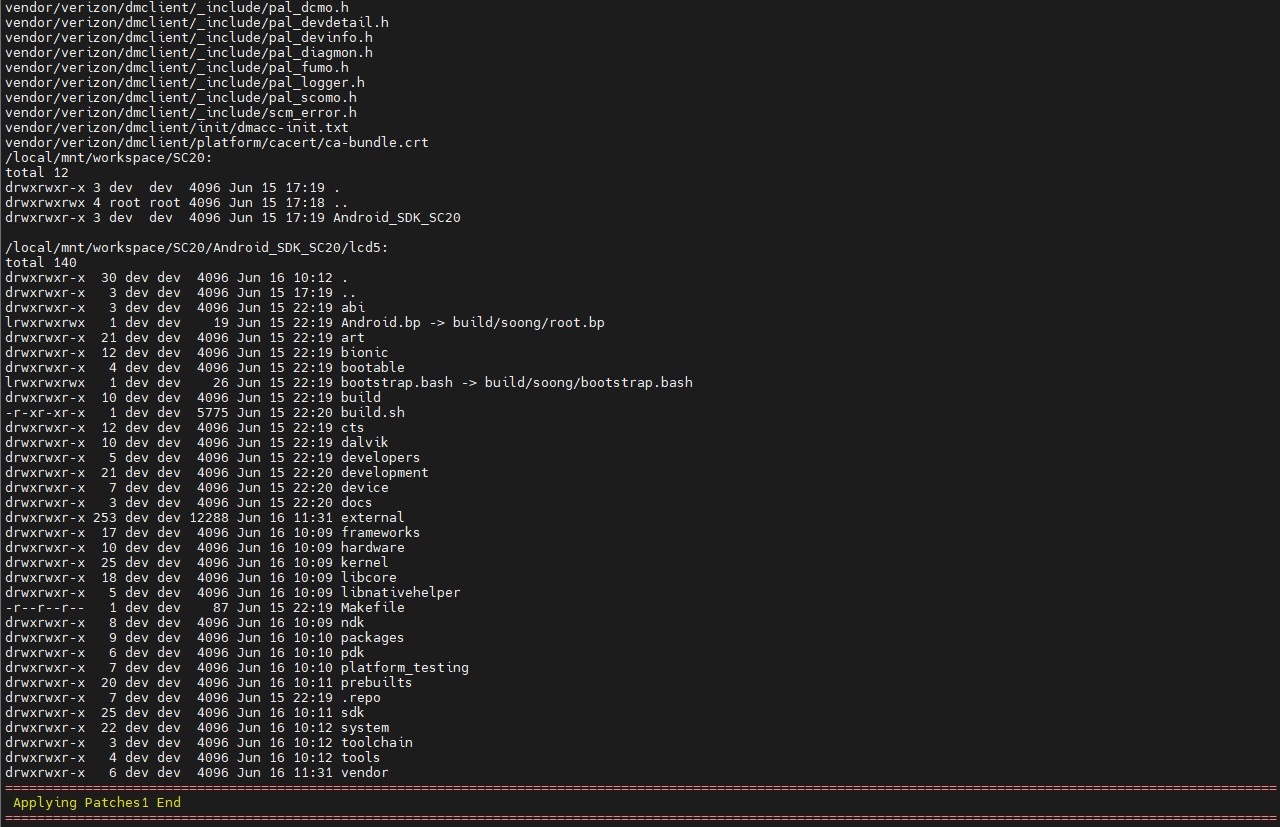 vendor/verizon/dmclient/_include/pal_dcmo.h
vendor/verizon/dmclient/_include/pal_devdetail.h
vendor/verizon/dmclient/_include/pal_devinfo.h
vendor/verizon/dmclient/_include/pal_diagmon.h
vendor/verizon/dmclient/_include/pal_fumo.h
vendor/verizon/dmclient/_include/pal_logger.h
vendor/verizon/dmclient/_include/pal_scomo.h
vendor/verizon/dmclient/_include/scm_error.h
vendor/verizon/dmclient/init/dmacc-init.txt
vendor/verizon/dmclient/platform/cacert/ca-bundle.crt
/local/mnt/workspace/SC20:
total 12
drwxrwxr-x 3 dev  dev  4096 Jun 15 17:19 .
drwxrwxrwx 4 root root 4096 Jun 15 17:18 ..
drwxrwxr-x 3 dev  dev  4096 Jun 15 17:19 Android_SDK_SC20

/local/mnt/workspace/SC20/Android_SDK_SC20/lcd5:
total 140
drwxrwxr-x  30 dev dev  4096 Jun 16 10:12 .
drwxrwxr-x   3 dev dev  4096 Jun 15 17:19 ..
drwxrwxr-x   3 dev dev  4096 Jun 15 22:19 abi
lrwxrwxrwx   1 dev dev    19 Jun 15 22:19 Android.bp -> build/soong/root.bp
drwxrwxr-x  21 dev dev  4096 Jun 15 22:19 art
drwxrwxr-x  12 dev dev  4096 Jun 15 22:19 bionic
drwxrwxr-x   4 dev dev  4096 Jun 15 22:19 bootable
lrwxrwxrwx   1 dev dev    26 Jun 15 22:19 bootstrap.bash -> build/soong/bootstrap.bash
drwxrwxr-x  10 dev dev  4096 Jun 15 22:19 build
-r-xr-xr-x   1 dev dev  5775 Jun 15 22:20 build.sh
drwxrwxr-x  12 dev dev  4096 Jun 15 22:19 cts
drwxrwxr-x  10 dev dev  4096 Jun 15 22:19 dalvik
drwxrwxr-x   5 dev dev  4096 Jun 15 22:19 developers
drwxrwxr-x  21 dev dev  4096 Jun 15 22:20 development
drwxrwxr-x   7 dev dev  4096 Jun 15 22:20 device
drwxrwxr-x   3 dev dev  4096 Jun 15 22:20 docs
drwxrwxr-x 253 dev dev 12288 Jun 16 11:31 external
drwxrwxr-x  17 dev dev  4096 Jun 16 10:09 frameworks
drwxrwxr-x  10 dev dev  4096 Jun 16 10:09 hardware
drwxrwxr-x  25 dev dev  4096 Jun 16 10:09 kernel
drwxrwxr-x  18 dev dev  4096 Jun 16 10:09 libcore
drwxrwxr-x   5 dev dev  4096 Jun 16 10:09 libnativehelper
-r--r--r--   1 dev dev    87 Jun 15 22:19 Makefile
drwxrwxr-x   8 dev dev  4096 Jun 16 10:09 ndk
drwxrwxr-x   9 dev dev  4096 Jun 16 10:10 packages
drwxrwxr-x   6 dev dev  4096 Jun 16 10:10 pdk
drwxrwxr-x   7 dev dev  4096 Jun 16 10:10 platform_testing
drwxrwxr-x  20 dev dev  4096 Jun 16 10:11 prebuilts
drwxrwxr-x   7 dev dev  4096 Jun 15 22:19 .repo
drwxrwxr-x  25 dev dev  4096 Jun 16 10:11 sdk
drwxrwxr-x  22 dev dev  4096 Jun 16 10:12 system
drwxrwxr-x   3 dev dev  4096 Jun 16 10:12 toolchain
drwxrwxr-x   4 dev dev  4096 Jun 16 10:12 tools
drwxrwxr-x   6 dev dev  4096 Jun 16 11:31 vendor
===============================================================================================================================================================
 Applying Patches1 End
===============================================================================================================================================================